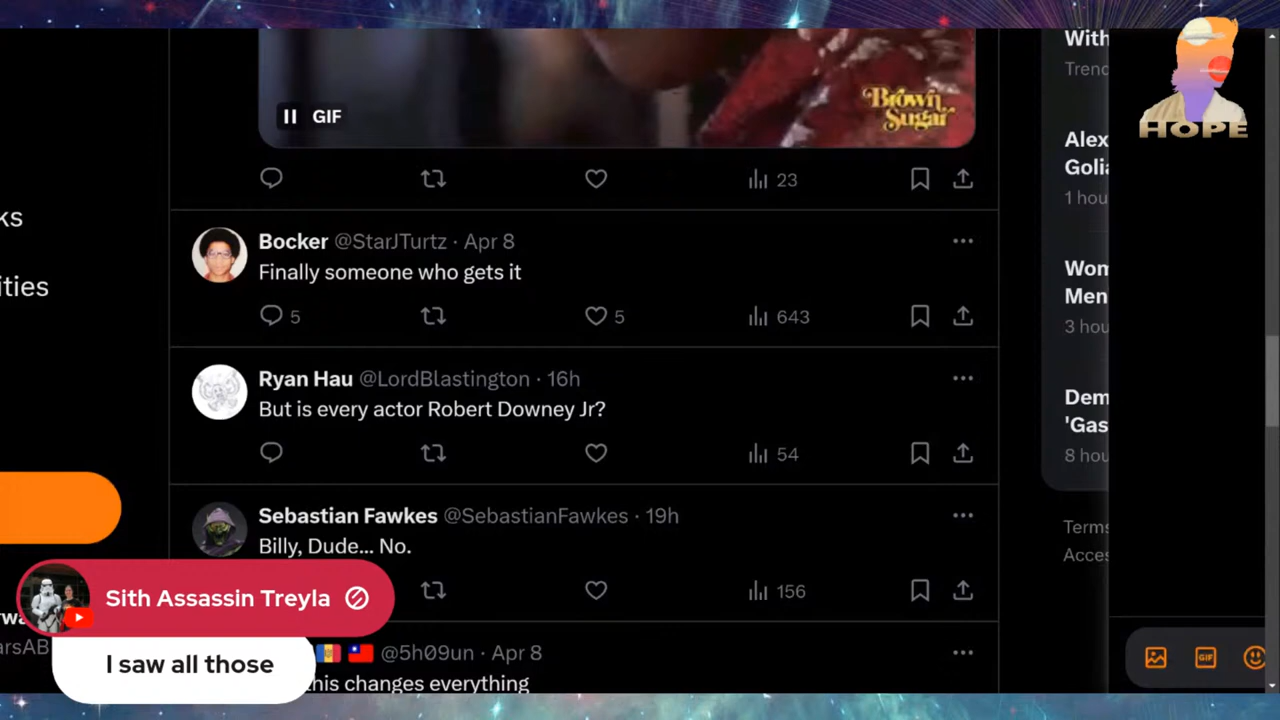 With
Trend
HOPE
Brown
Sugar
GIF
Alex
Golia
1 hou
23
ks
Bocker @StarJTurtz · Apr 8
Finally someone who gets it
ities
5
5
643
Wom
Men
3 hou
Ryan Hau @LordBlastington · 16h
But is every actor Robert Downey Jr?
54
Dem
'Gas
8 hou
Sebastian Fawkes @SebastianFawkes · 19h
Billy, Dude... No.
156
Terms
Acces
Sith Assassin Treyla
I saw all those
@5h09un · Apr 8
this changes everything
arsAB
GIF